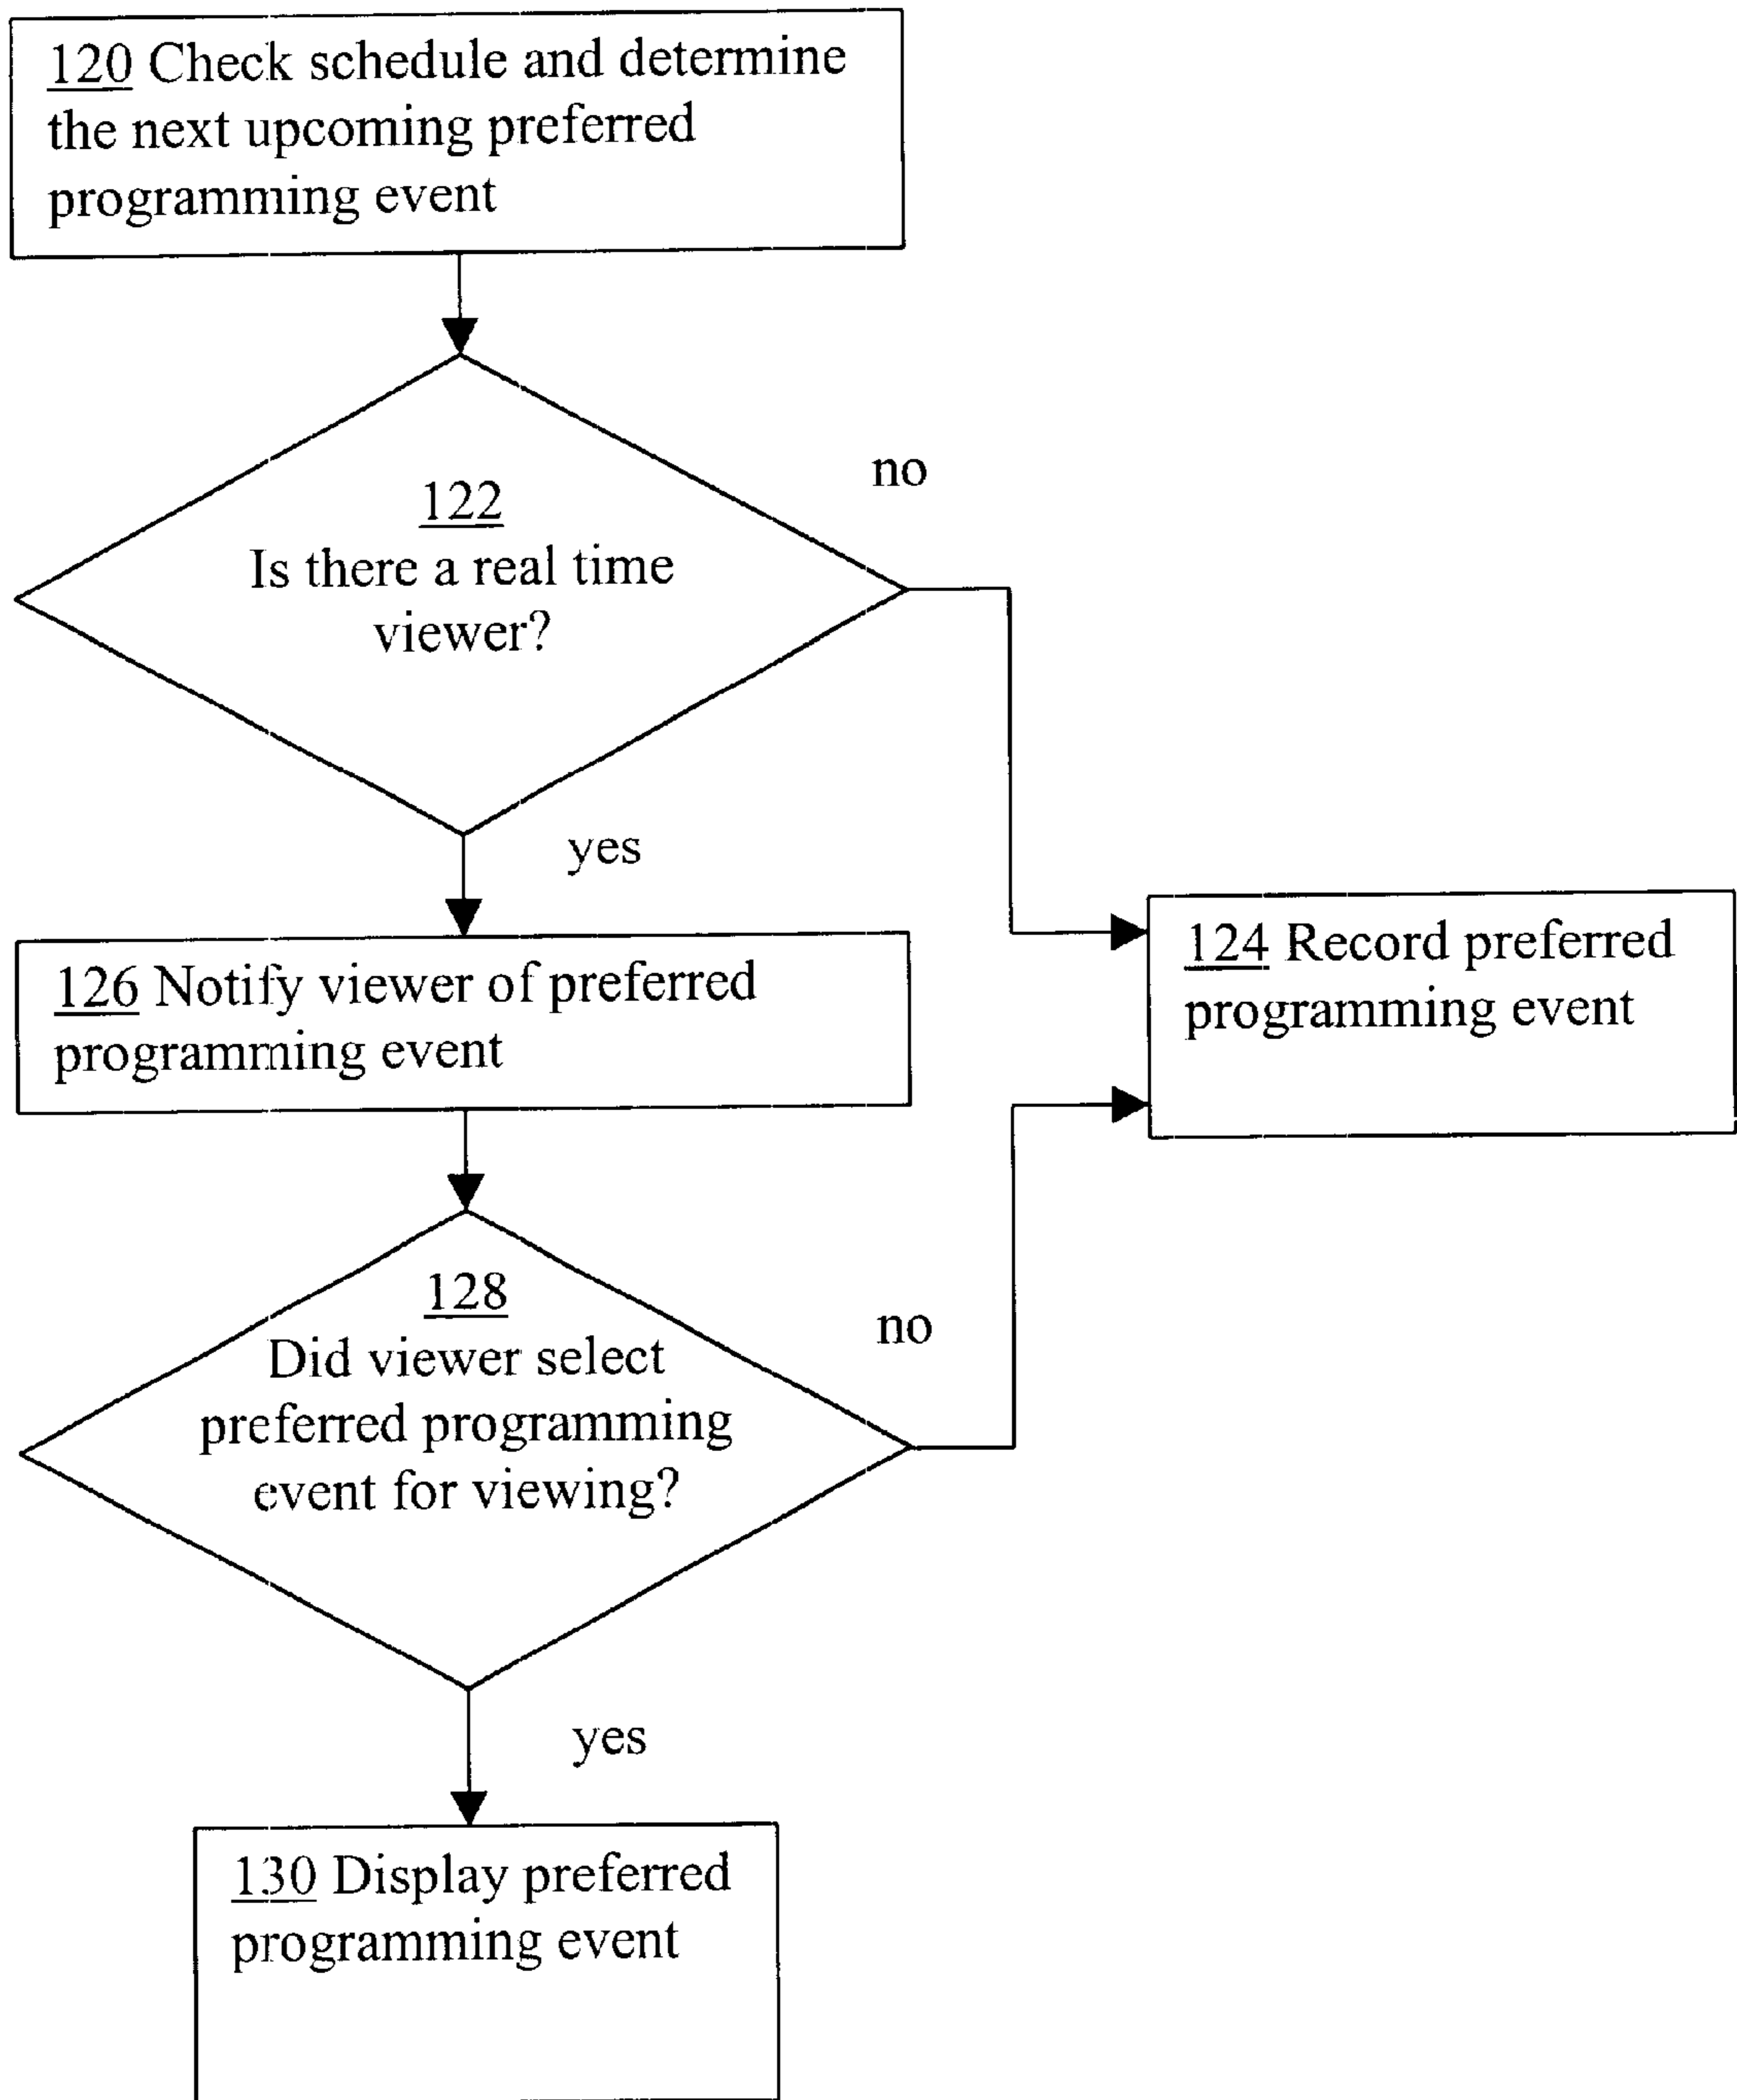 120 Check schedule and determine
the next upcoming preferred
programming event
122
Is there a real time
viewer?
no
yes
126 Notify viewer of preferred
programming event
124 Record preferred
programming event
128
Did viewer select
preferred programming
event for viewing?
no
yes
130 Display preferred
programming event